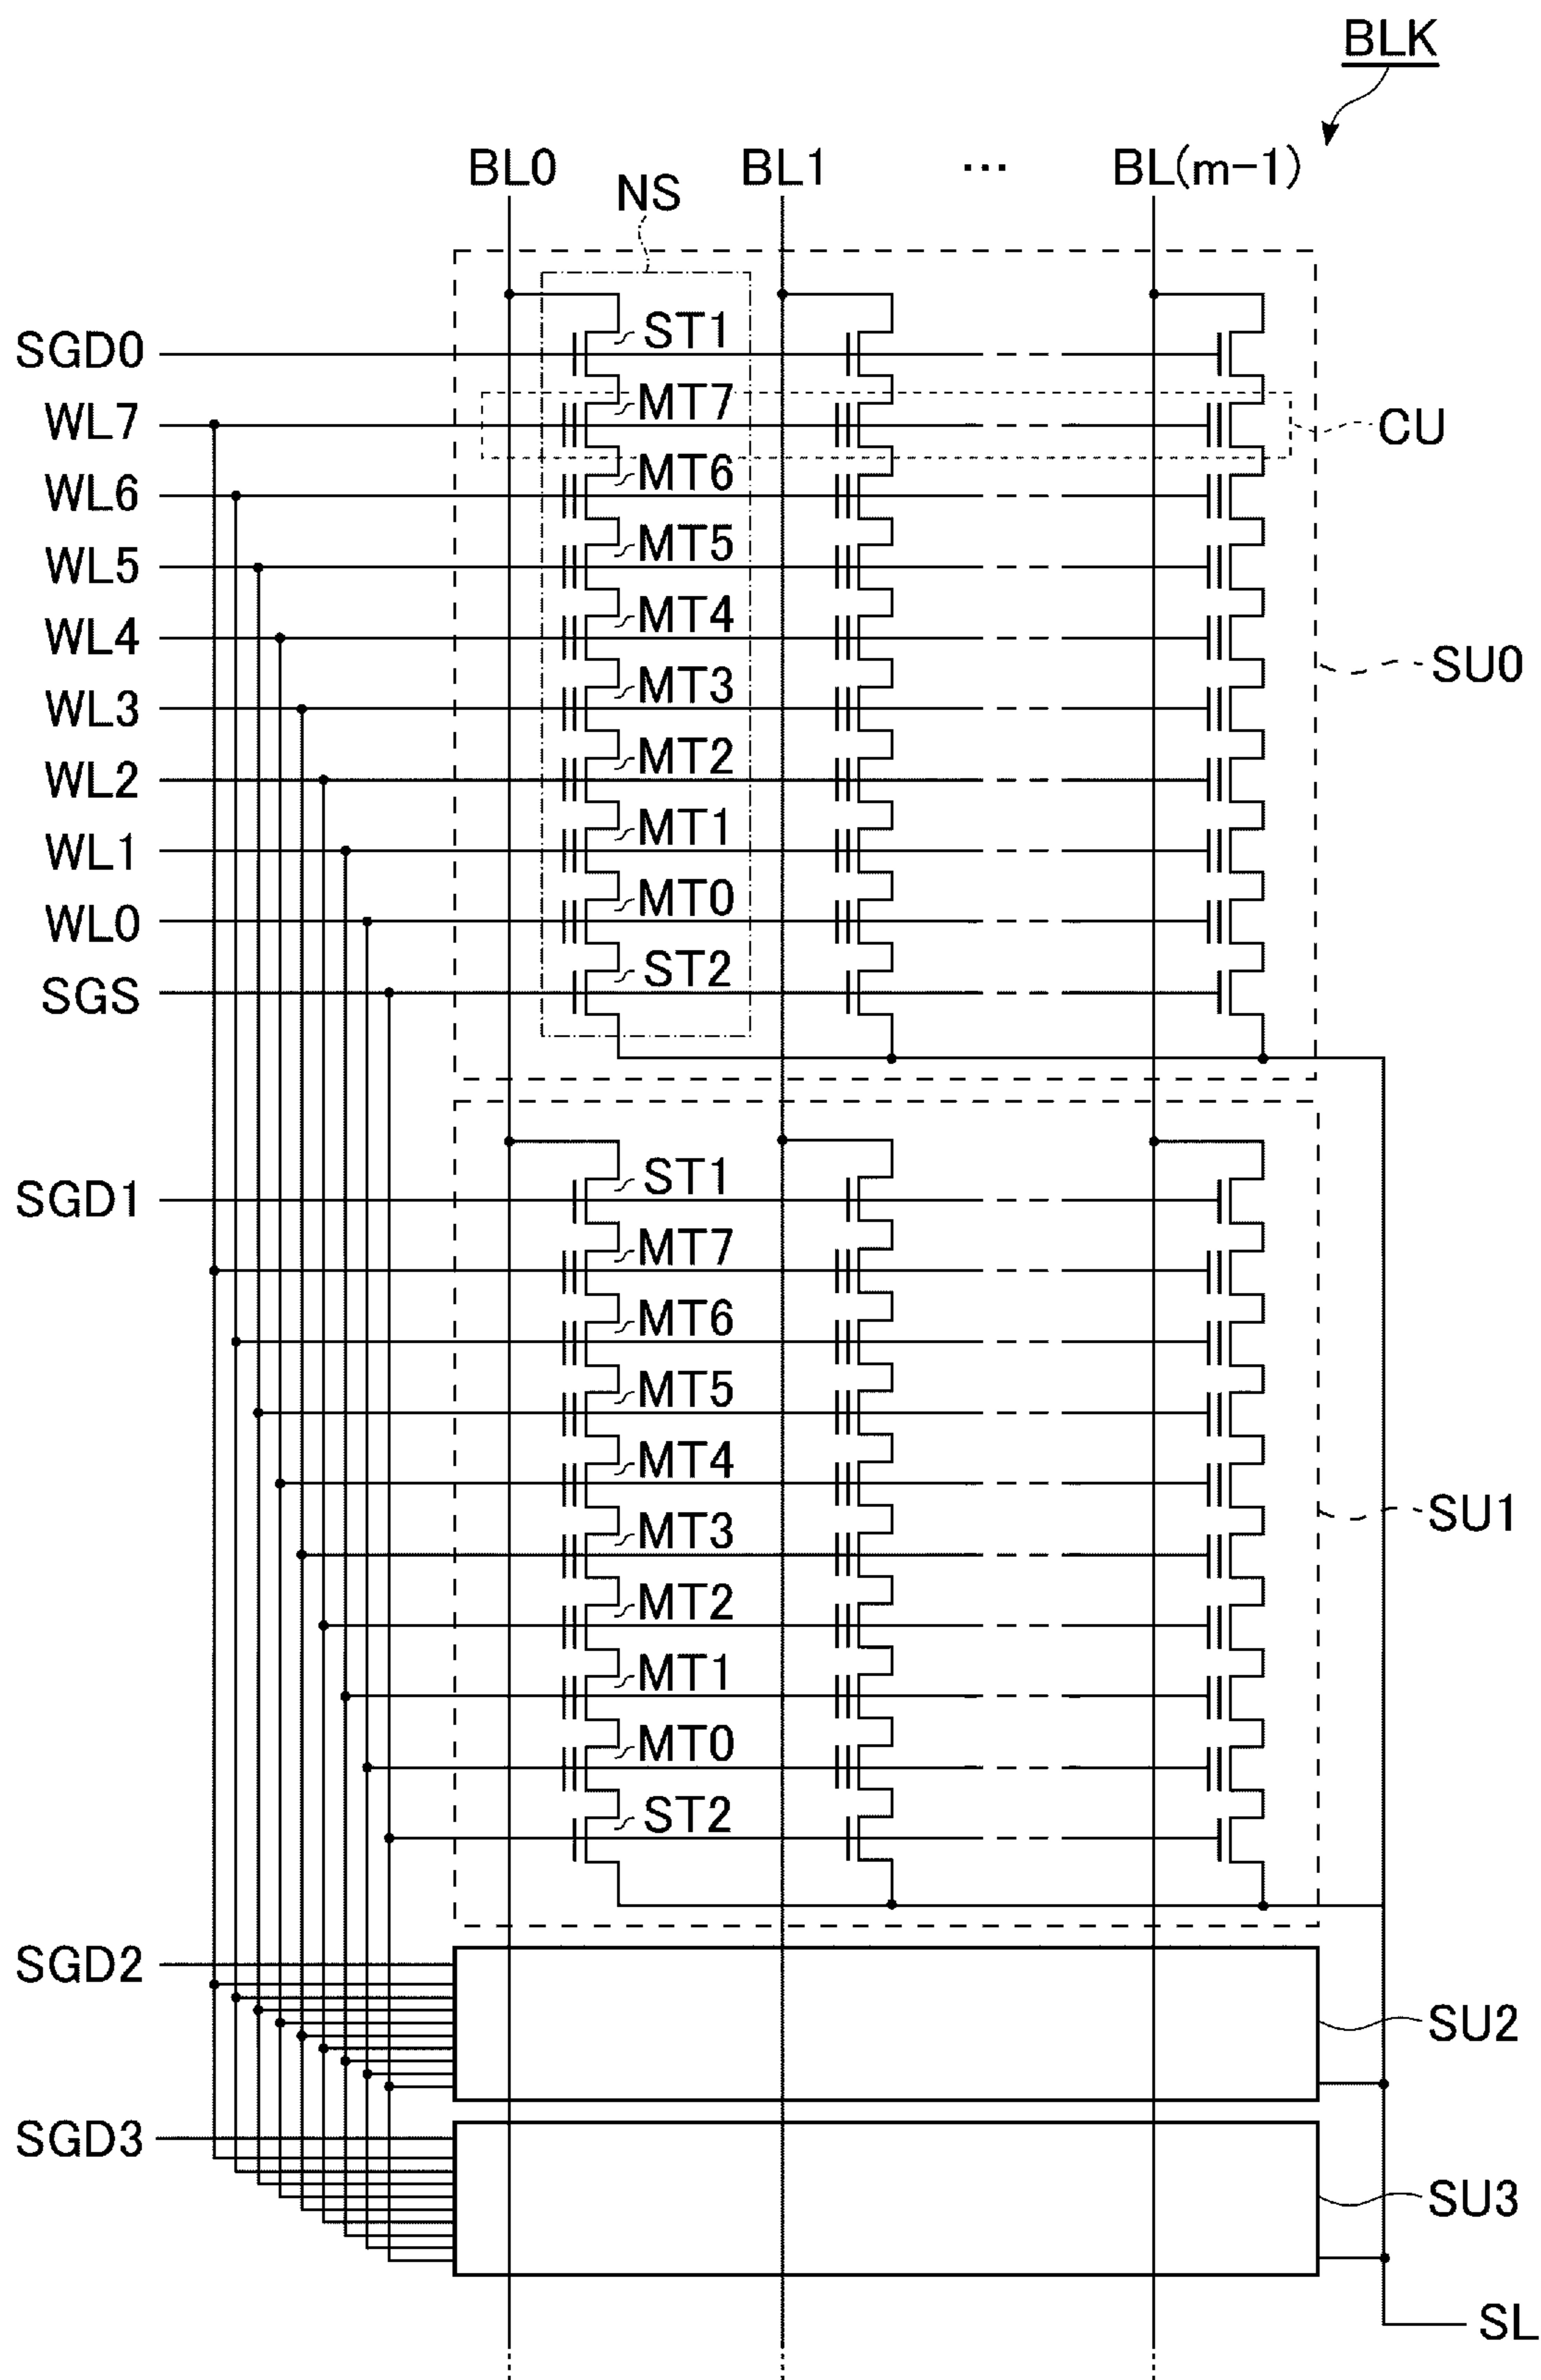 BLK
BL0 NS BL1 ... BL(m-1)
SGD0 ST1
WL7 MT7 CU
WL6 MT6
WL5 MT5
WL4 MT4
SU0
WL3 MT3
WL2 MT2
WL1 MT1
WL0 MT0
SGS ST2
SGD1 ST1
MT7
MT6
MT5
MT4
MT3 SU1
MT2
MT1
MT0
ST2
SGD2
SU2
SGD3
SU3
SL